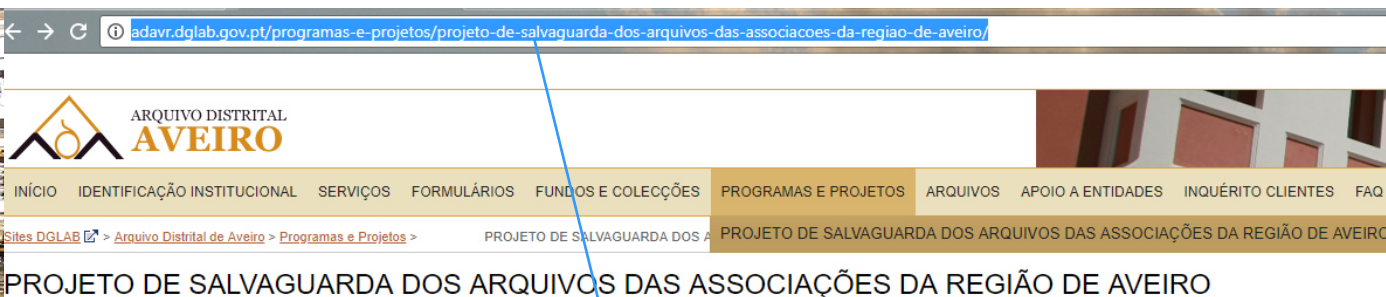 adavr.dglab.gov.pt/programas-e-projetos/projeto-de-salvaguarda-dos-arquivos-das-associacoes-da-regiao-de-aveiro/
ARQUIVO DISTRITAL
AVEIRO
INÍCIO IDENTIFICAÇÃO INSTITUCIONAL SERVIÇOS FORMULÁRIOS FUNDOS E COLECÇÕES PROGRAMAS E PROJETOS ARQUIVOS APOIO A ENTIDADES INQUÉRITO CLIENTES FAQ
Sites DGLAB > Arquivo Distrital de Aveiro > Programas e Projetos > PROJETO DE SALVAGUARDA DOS A PROJETO DE SALVAGUARDA DOS ARQUIVOS DAS ASSOCIAÇÕES DA REGIÃO DE AVEIRO
PROJETO DE SALVAGUARDA DOS ARQUIVOS DAS ASSOCIAÇÕES DA REGIÃO DE AVEIRO